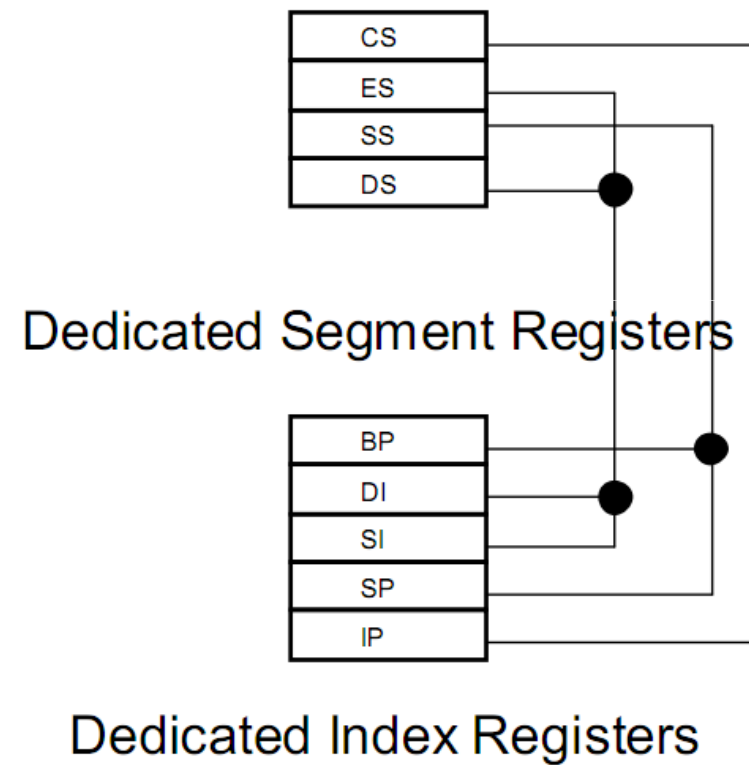 CS
ES
SS
DS
Dedicated Segment Registers
BP
DI
SI
SP
IP
Dedicated Index Registers